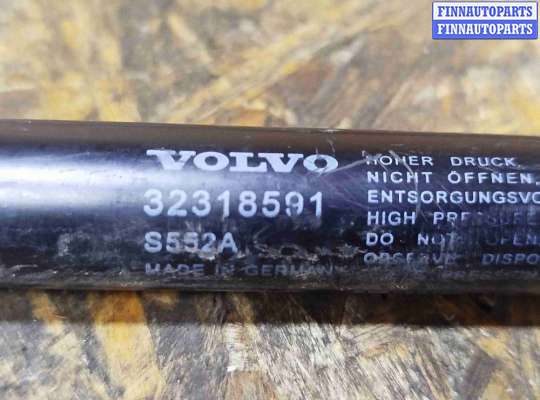 FINNAUTOPARTS
FINNAUTOPARTS
VOLVO
32318591
S552A
MADE IN GERMANY
HOHER DRUCK
NICHT ÖFFNEN.
ENTSORGUNGSVO
HIGH PRESSURE
DO NOT OPEN
OBSERVE DISPO